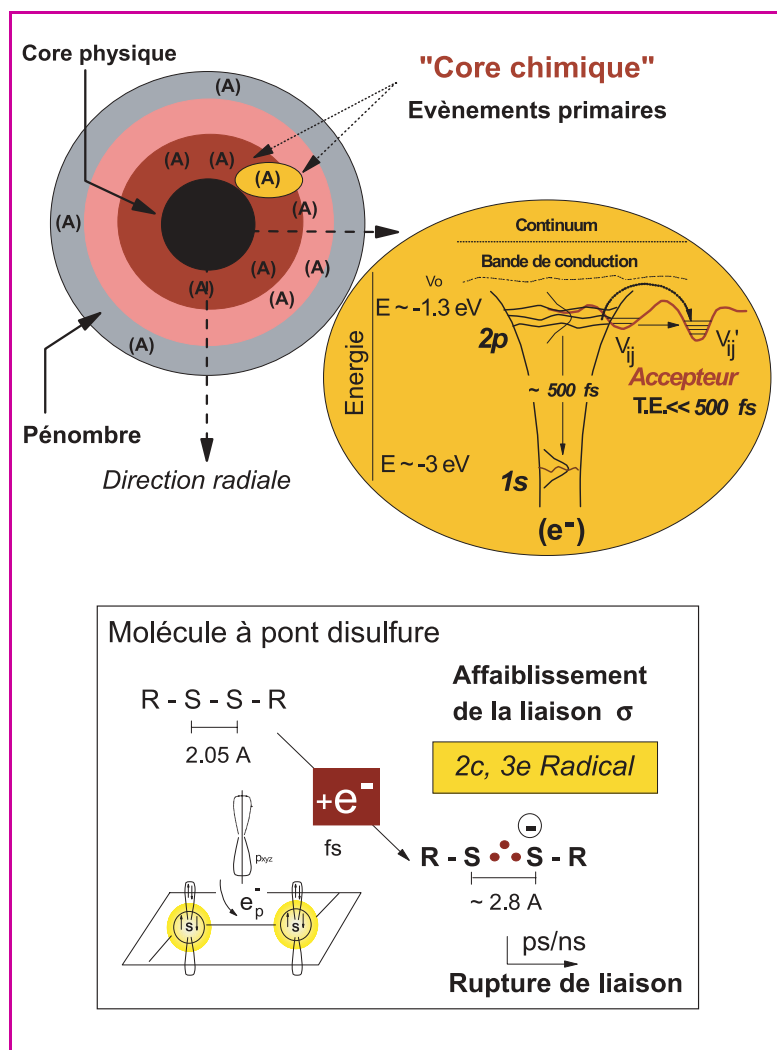 Core physique
"Core chimique"
Evènements primaires
(A)
(A) (A)
(A)
(A)
(A)
(A)
(A)
(A)
(A)
(A)
Pénombre
Direction radiale
Continuum
Bande de conduction
Vo
E ~ -1.3 eV
2p
Vij
Vij'
Accepteur
T.E.<< 500 fs
~ 500 fs
Energie
E ~ -3 eV
1s
(e-)
Molécule à pont disulfure
R - S - S - R
2.05 A
Affaiblissement
de la liaison σ
2c, 3e Radical
+e-
fs
pxyz
e-p
S S
-
R - S S - R
~ 2.8 A
ps/ns
Rupture de liaison